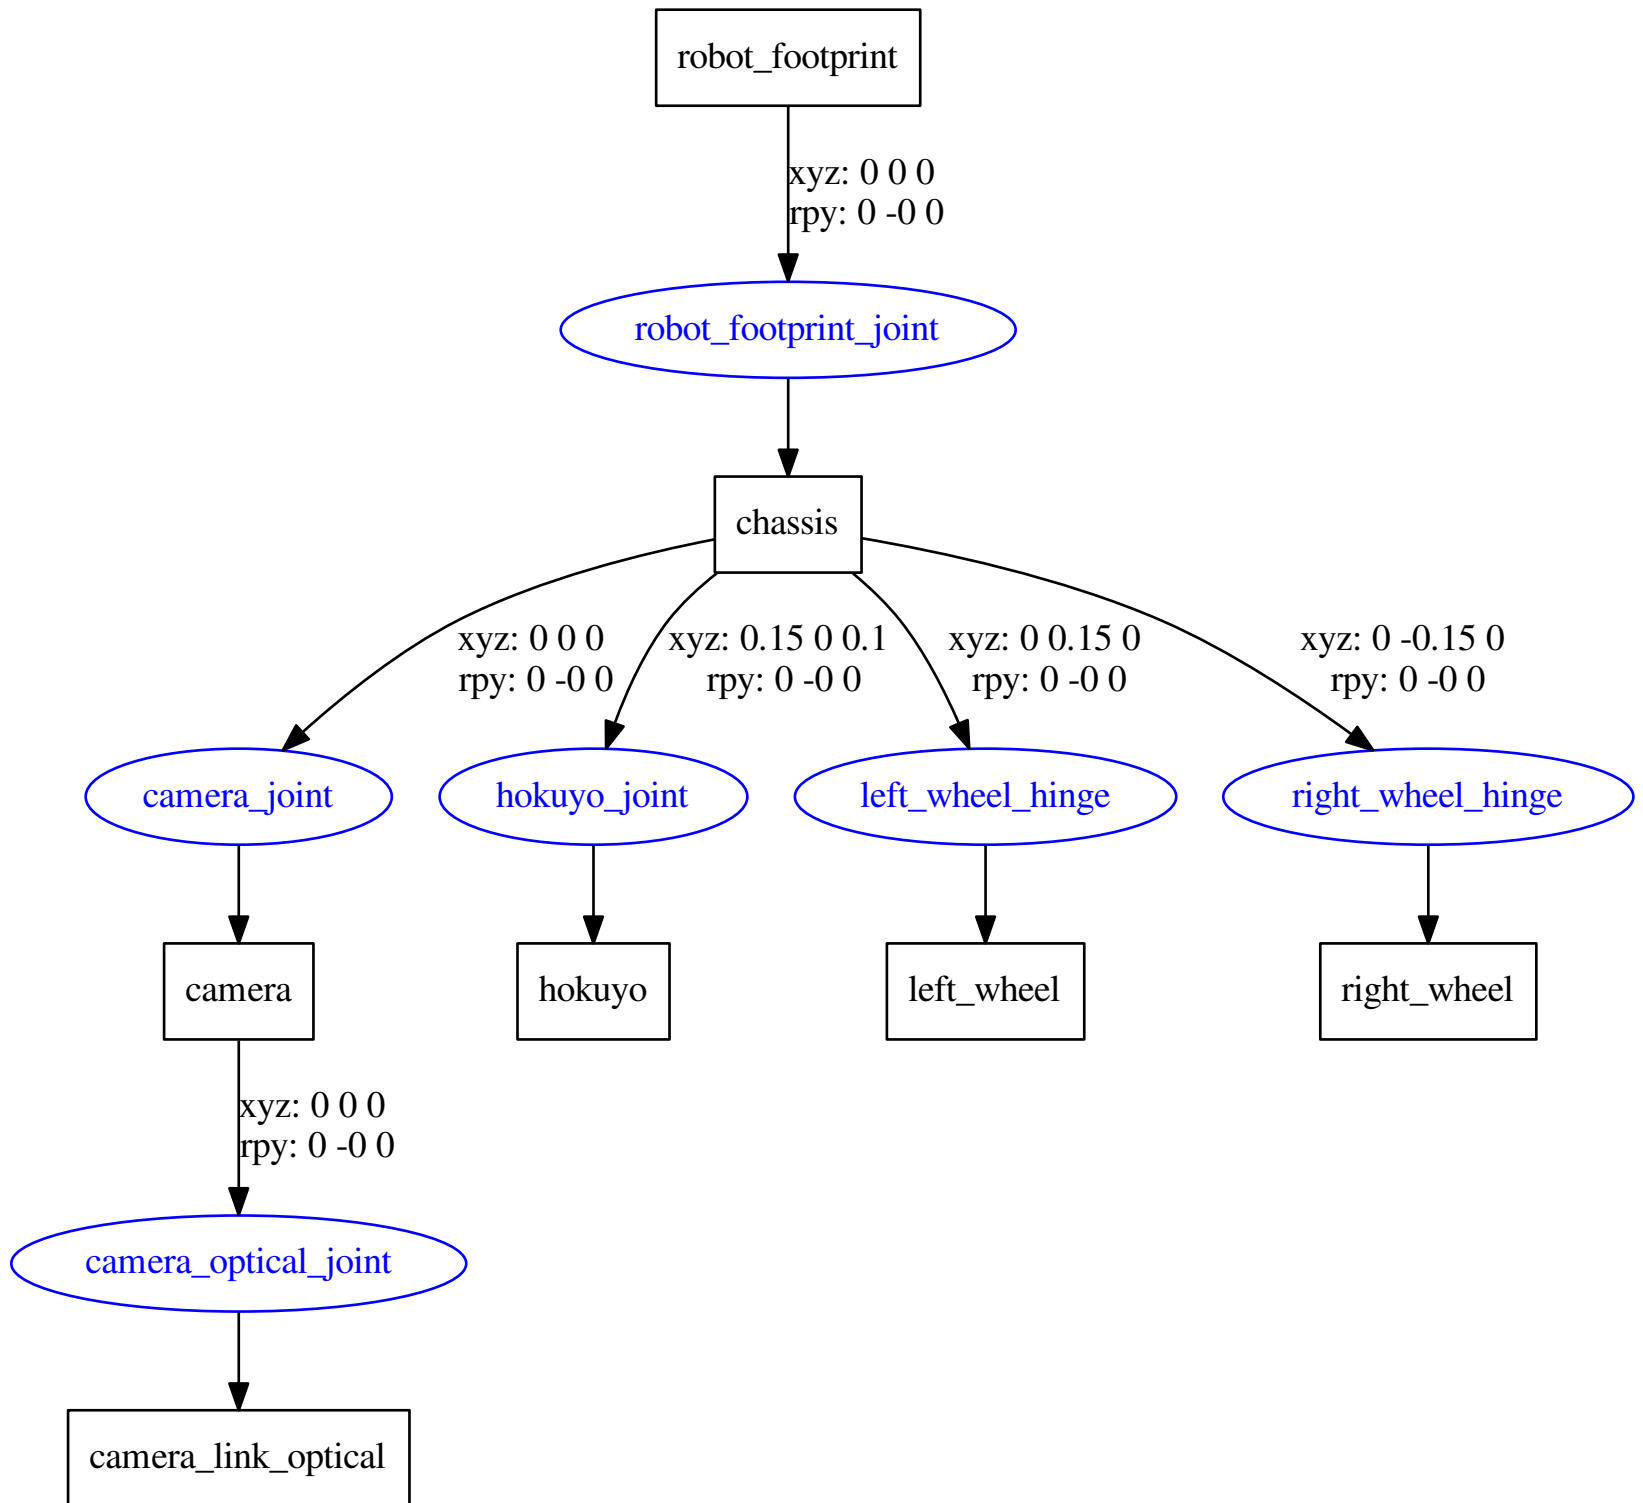 robot_footprint
xyz: 0 0 0
rpy: 0 -0 0
robot_footprint_joint
chassis
xyz: 0 0 0
rpy: 0 -0 0
xyz: 0.15 0 0.1
rpy: 0 -0 0
xyz: 0 0.15 0
rpy: 0 -0 0
xyz: 0 -0.15 0
rpy: 0 -0 0
camera_joint
hokuyo_joint
left_wheel_hinge
right_wheel_hinge
camera
hokuyo
left_wheel
right_wheel
xyz: 0 0 0
rpy: 0 -0 0
camera_optical_joint
camera_link_optical